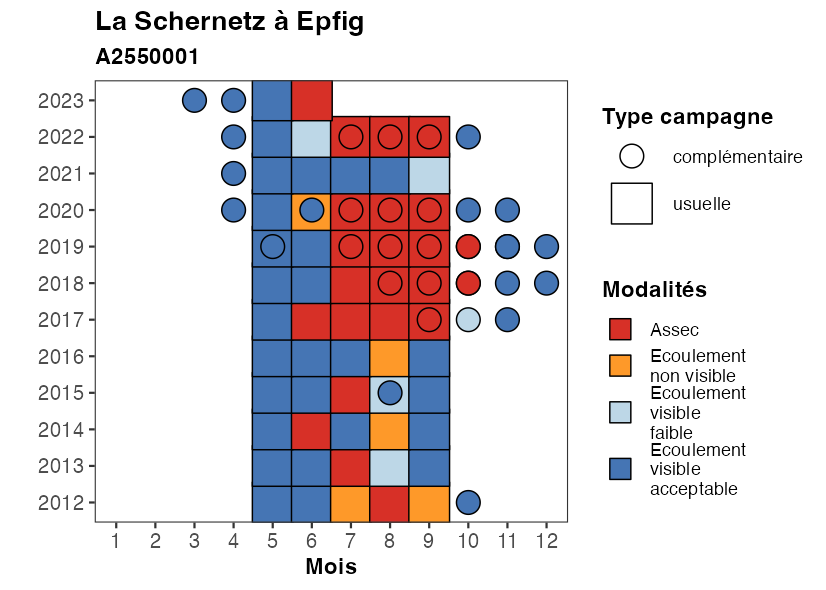 La Schernetz à Epfig
A2550001
2023
2022
2021
2020
2019
2018
2017
2016
2015
2014
2013
2012
1 2 3 4 5 6 7 8 9 10 11 12
Mois
Type campagne
complémentaire
usuelle
Modalités
Assec
Ecoulement
non visible
Ecoulement
visible
faible
Ecoulement
visible
acceptable